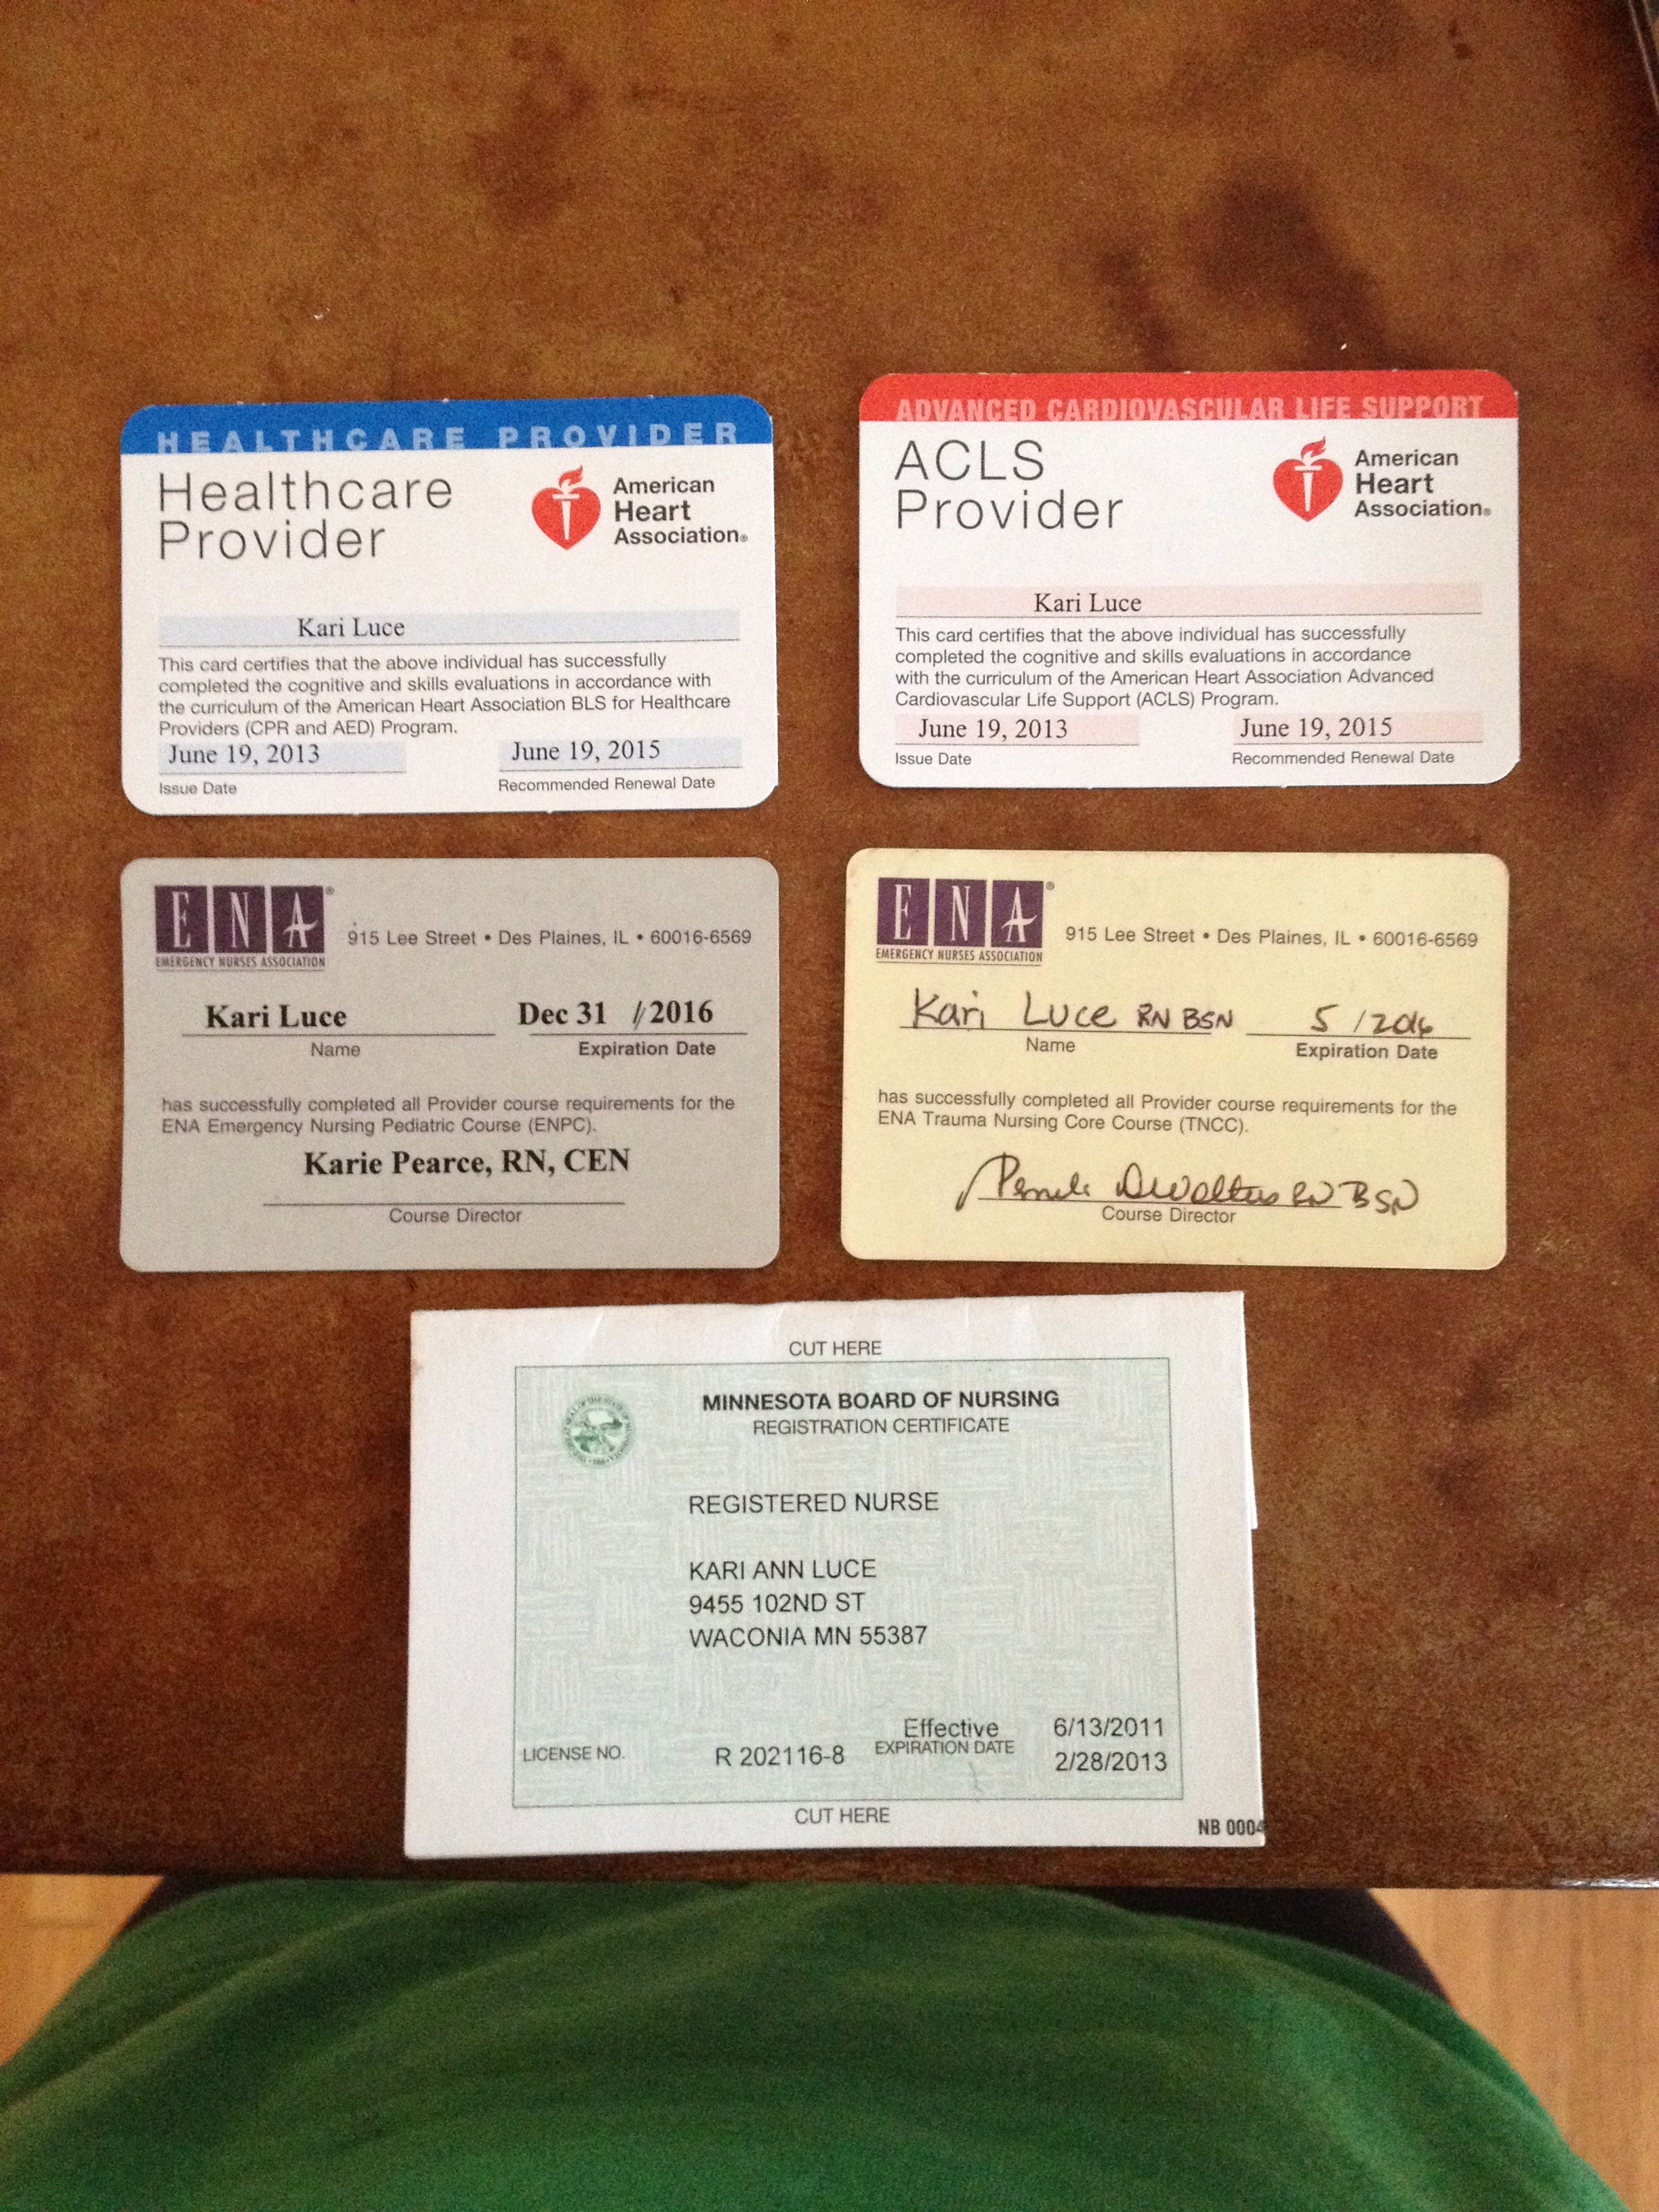 HEALTHCARE PROVIDER
Healthcare
Provider
American
Heart
Association®
Kari Luce
This card certifies that the above individual has successfully
completed the cognitive and skills evaluations in accordance with
the curriculum of the American Heart Association BLS for Healthcare
Providers (CPR and AED) Program.
June 19, 2013 June 19, 2015
Issue Date Recommended Renewal Date
ADVANCED CARDIOVASCULAR LIFE SUPPORT
ACLS
Provider
American
Heart
Association®
Kari Luce
This card certifies that the above individual has successfully
completed the cognitive and skills evaluations in accordance
with the curriculum of the American Heart Association Advanced
Cardiovascular Life Support (ACLS) Program.
June 19, 2013 June 19, 2015
Issue Date Recommended Renewal Date
ENA®
EMERGENCY NURSES ASSOCIATION
915 Lee Street • Des Plaines, IL • 60016-6569
Kari Luce Dec 31 / 2016
Name Expiration Date
has successfully completed all Provider course requirements for the
ENA Emergency Nursing Pediatric Course (ENPC).
Karie Pearce, RN, CEN
Course Director
ENA®
EMERGENCY NURSES ASSOCIATION
915 Lee Street • Des Plaines, IL • 60016-6569
Kari Luce RN BSN 5 / 2016
Name Expiration Date
has successfully completed all Provider course requirements for the
ENA Trauma Nursing Core Course (TNCC).
RN BSN
Course Director
CUT HERE
MINNESOTA BOARD OF NURSING
REGISTRATION CERTIFICATE
REGISTERED NURSE
KARI ANN LUCE
9455 102ND ST
WACONIA MN 55387
Effective 6/13/2011
LICENSE NO. R 202116-8 EXPIRATION DATE 2/28/2013
CUT HERE
NB 0004